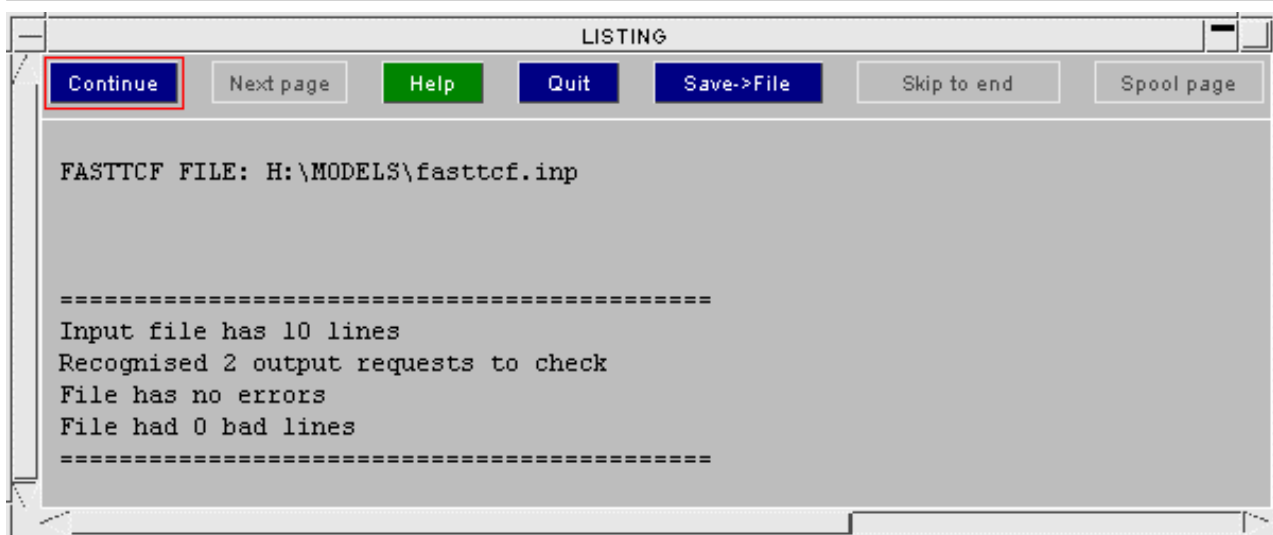 LISTING
Continue Next page Help Quit Save->File Skip to end Spool page
FASTTCF FILE: H:\MODELS\fasttcf.inp
============================================
Input file has 10 lines
Recognised 2 output requests to check
File has no errors
File had 0 bad lines
============================================